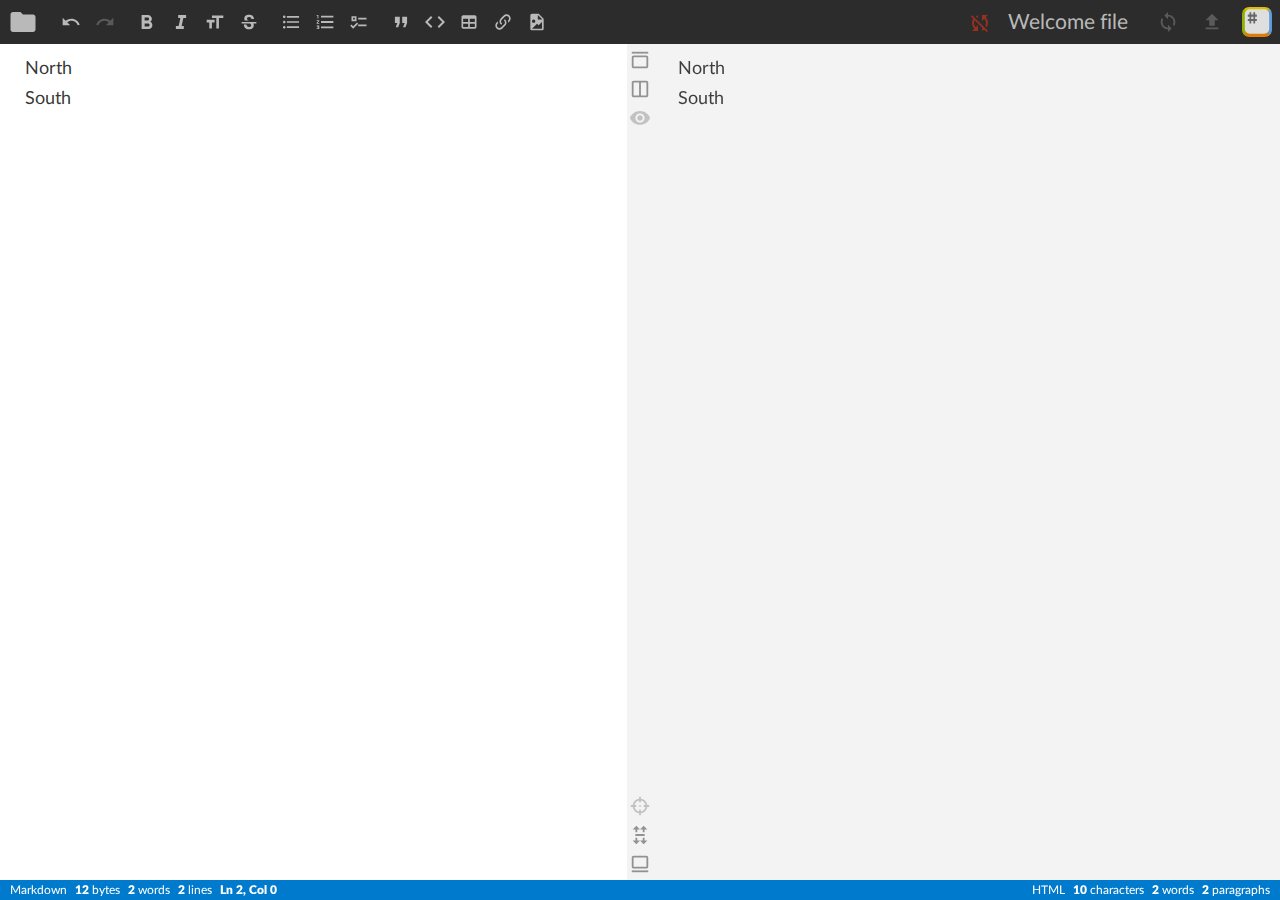 Welcome file
North
South
North
South
Markdown 12 bytes 2 words 2 lines Ln 2, Col 0
HTML 10 characters 2 words 2 paragraphs